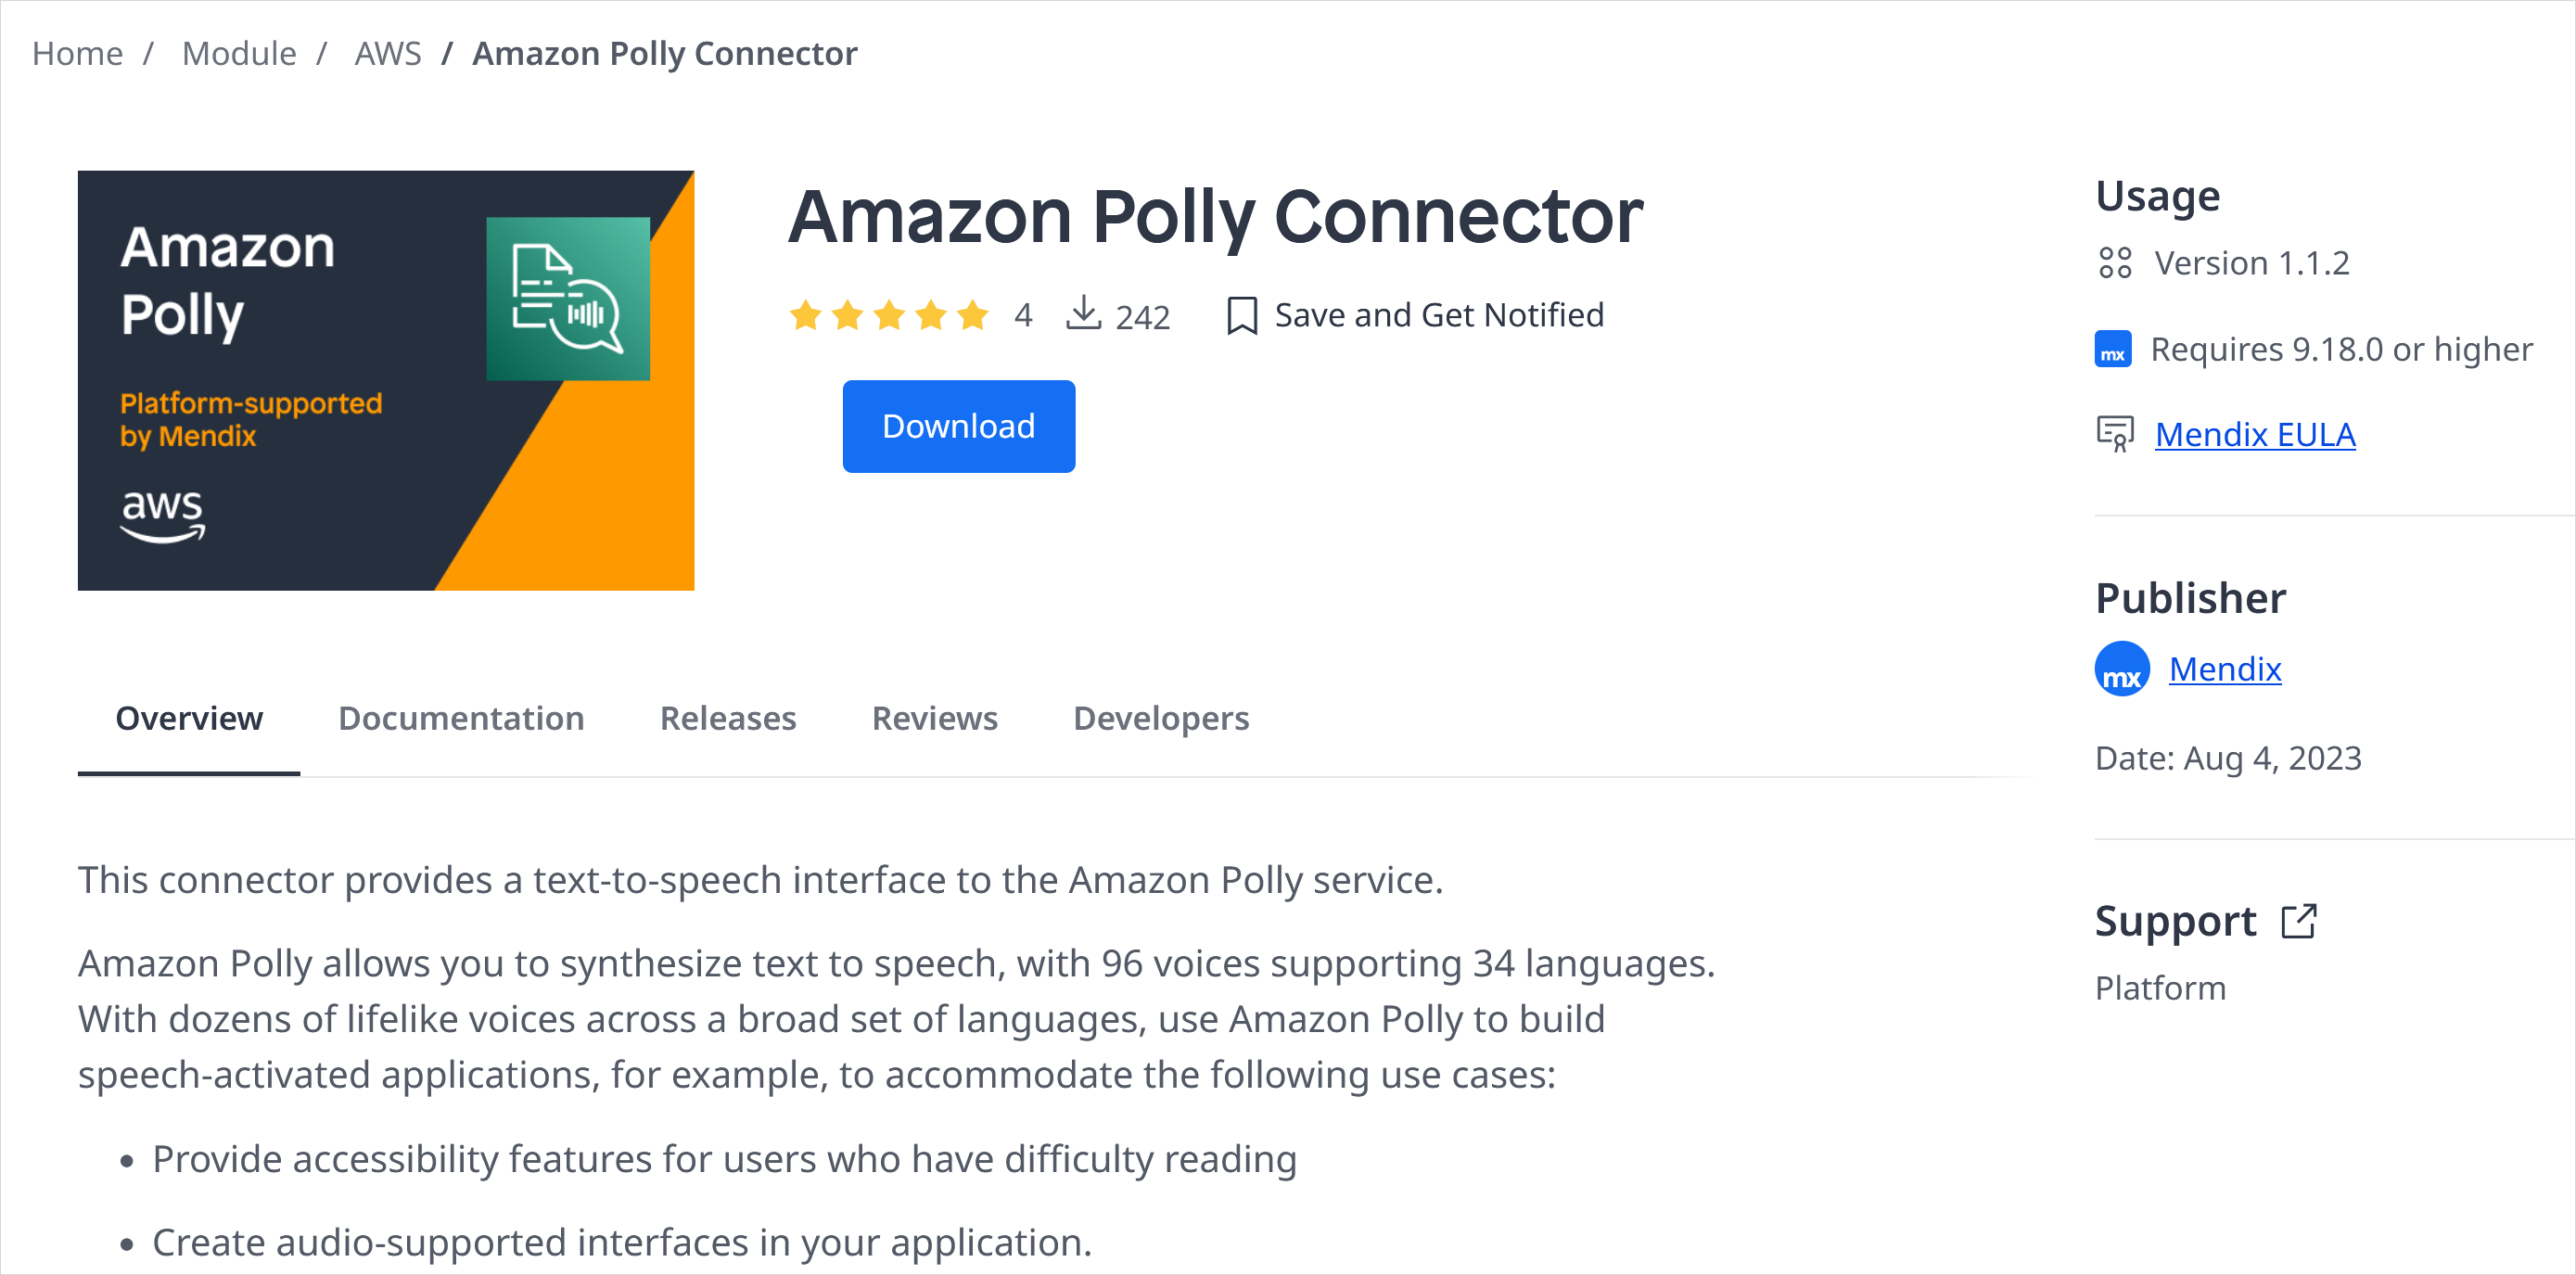 Home / Module / AWS / Amazon Polly Connector
Amazon
Polly
Platform-supported
by Mendix
aws
Amazon Polly Connector
4 242 Save and Get Notified
Download
Usage
Version 1.1.2
mx Requires 9.18.0 or higher
Mendix EULA
Publisher
mx Mendix
Date: Aug 4, 2023
Support
Platform
Overview Documentation Releases Reviews Developers
This connector provides a text-to-speech interface to the Amazon Polly service.
Amazon Polly allows you to synthesize text to speech, with 96 voices supporting 34 languages.
With dozens of lifelike voices across a broad set of languages, use Amazon Polly to build
speech-activated applications, for example, to accommodate the following use cases:
• Provide accessibility features for users who have difficulty reading
• Create audio-supported interfaces in your application.